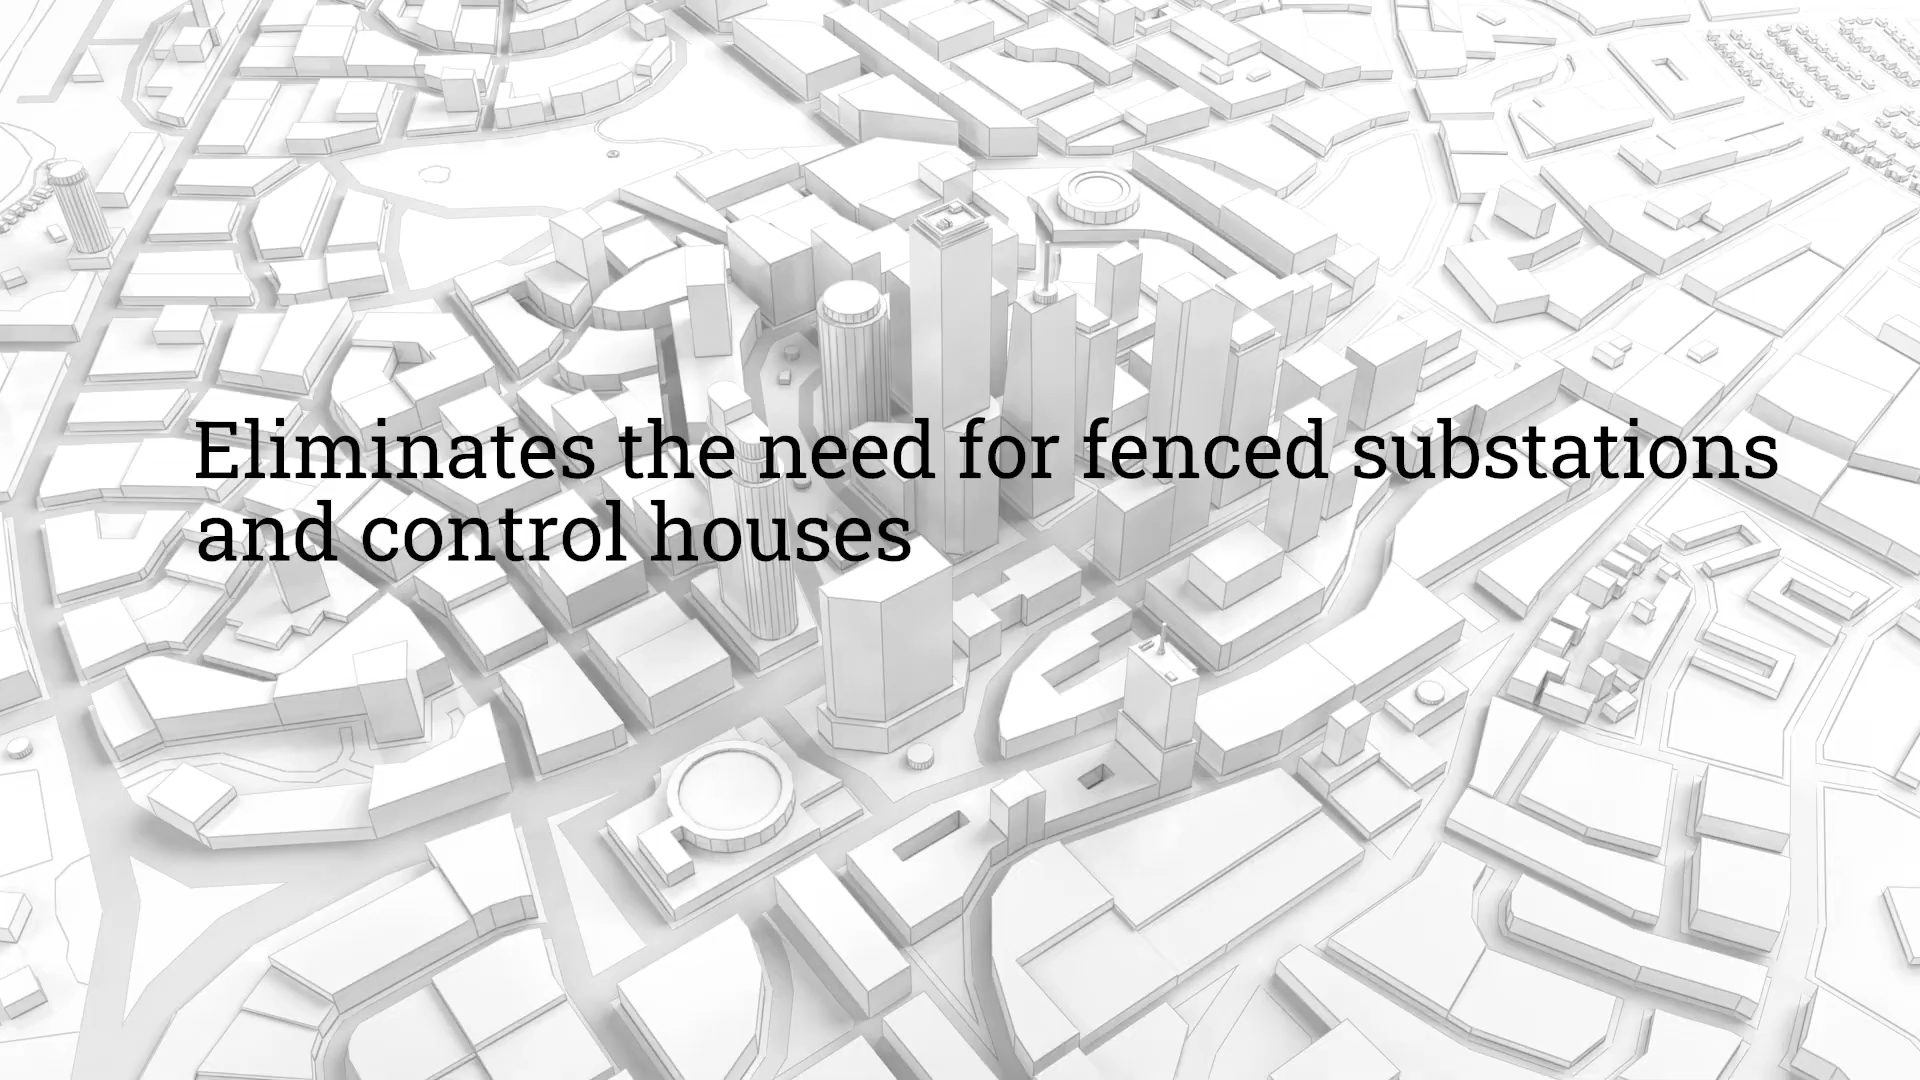 Eliminates the need for fenced substations
and control houses